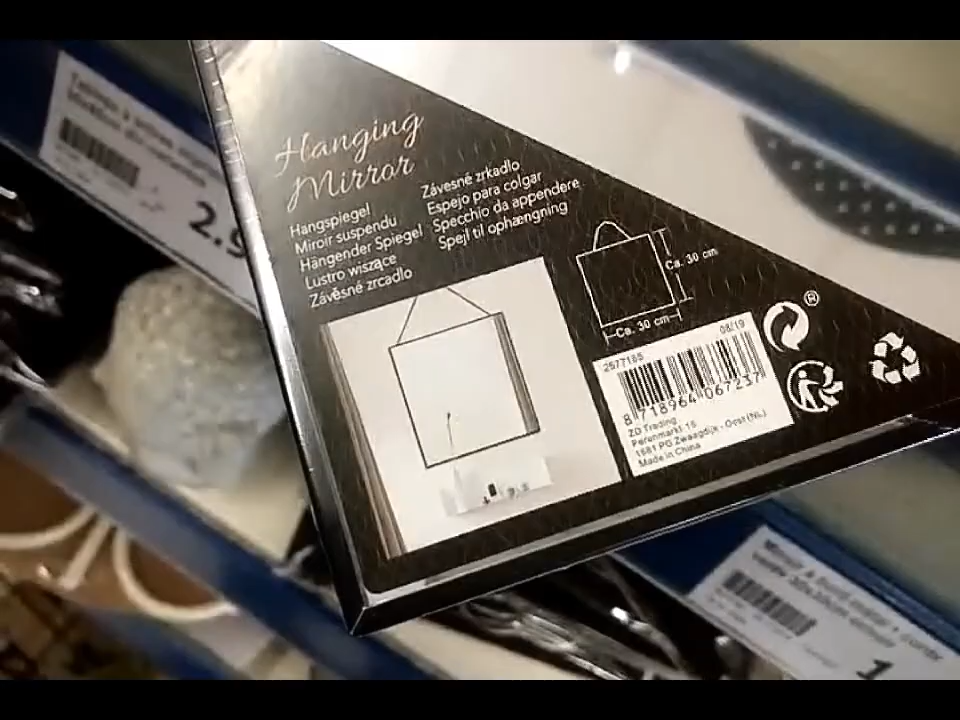 Hanging
Mirror
Hangspiegel
Miroir suspendu
Hängender Spiegel
Lustro wiszące
Závěsné zrcadlo
Závesné zrkadlo
Espejo para colgar
Specchio da appendere
Spejl til ophængning
Ca. 30 cm
Ca. 30 cm
2577185
08/19
8 718964 067237
ZD Trading
Perenmarkt 15
1681 PG Zwaagdijk - Oost (NL)
Made in China
®
2.9
1